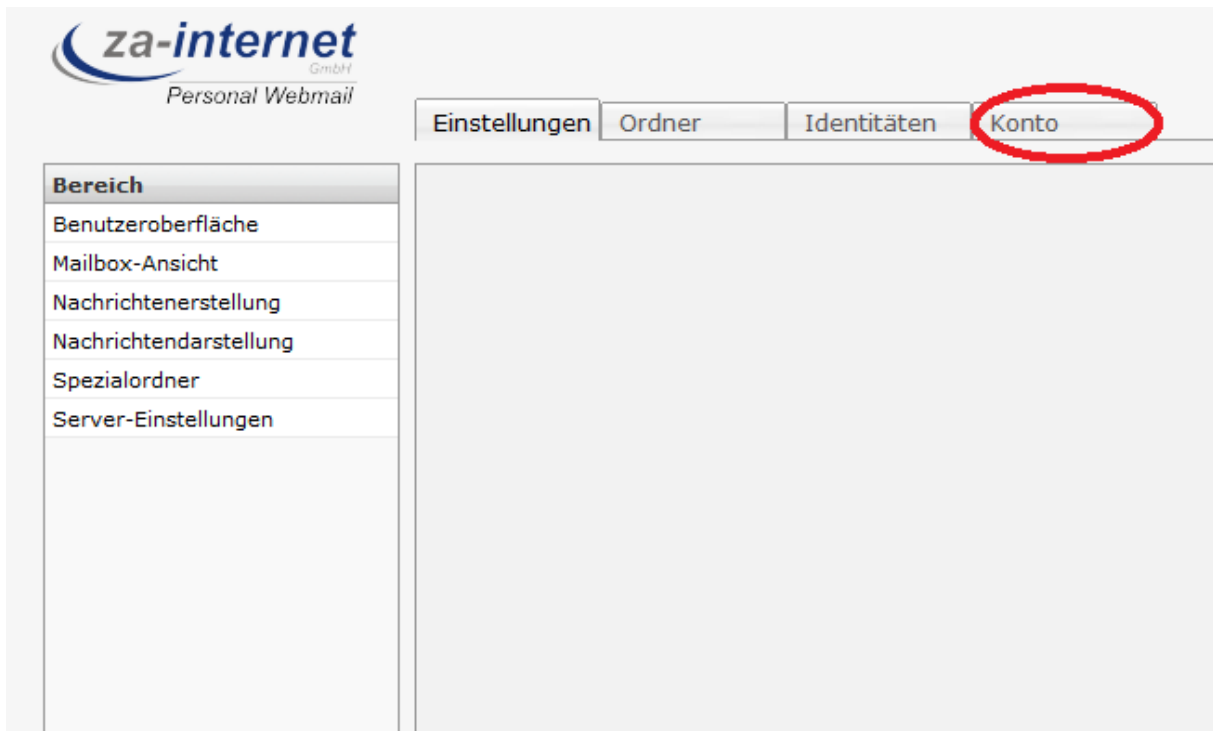 za-internet
GmbH
Personal Webmail
Einstellungen Ordner Identitäten Konto
Bereich
Benutzeroberfläche
Mailbox-Ansicht
Nachrichtenerstellung
Nachrichtendarstellung
Spezialordner
Server-Einstellungen